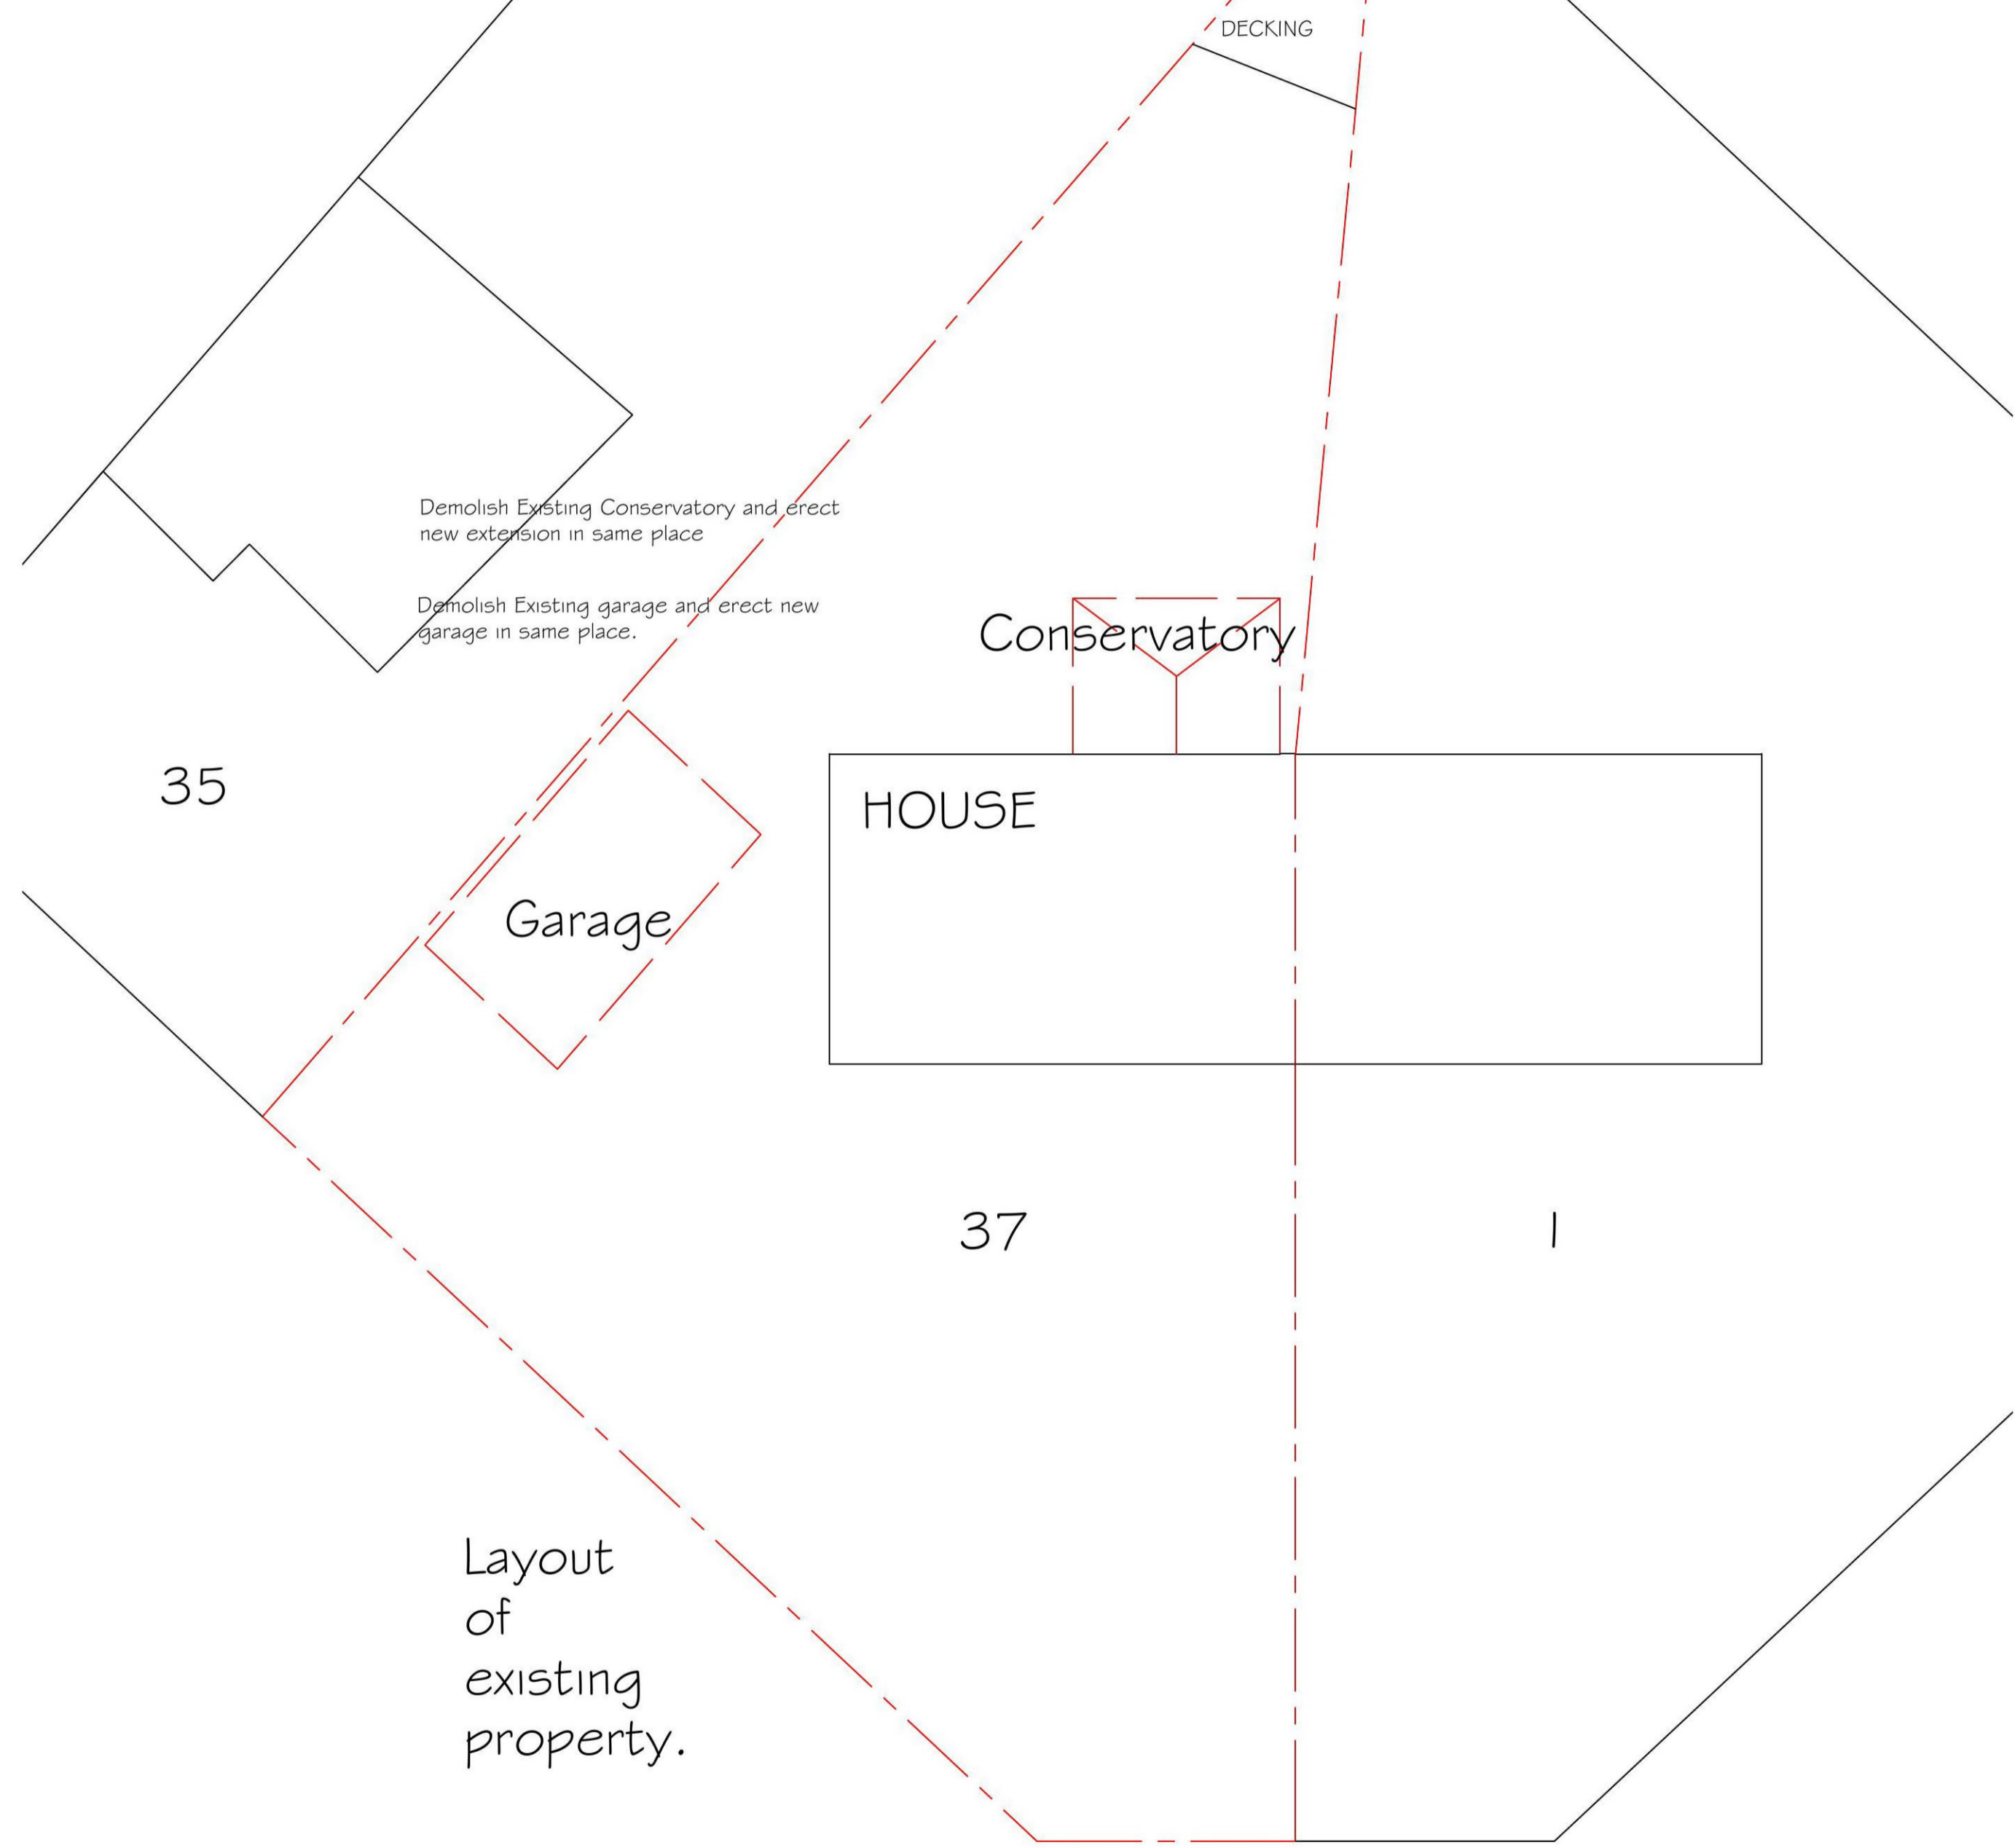 DECKING
Demolish Existing Conservatory and erect
new extension in same place
Demolish Existing garage and erect new
garage in same place.
Conservatory
35
HOUSE
Garage
37
1
Layout
of
existing
property.